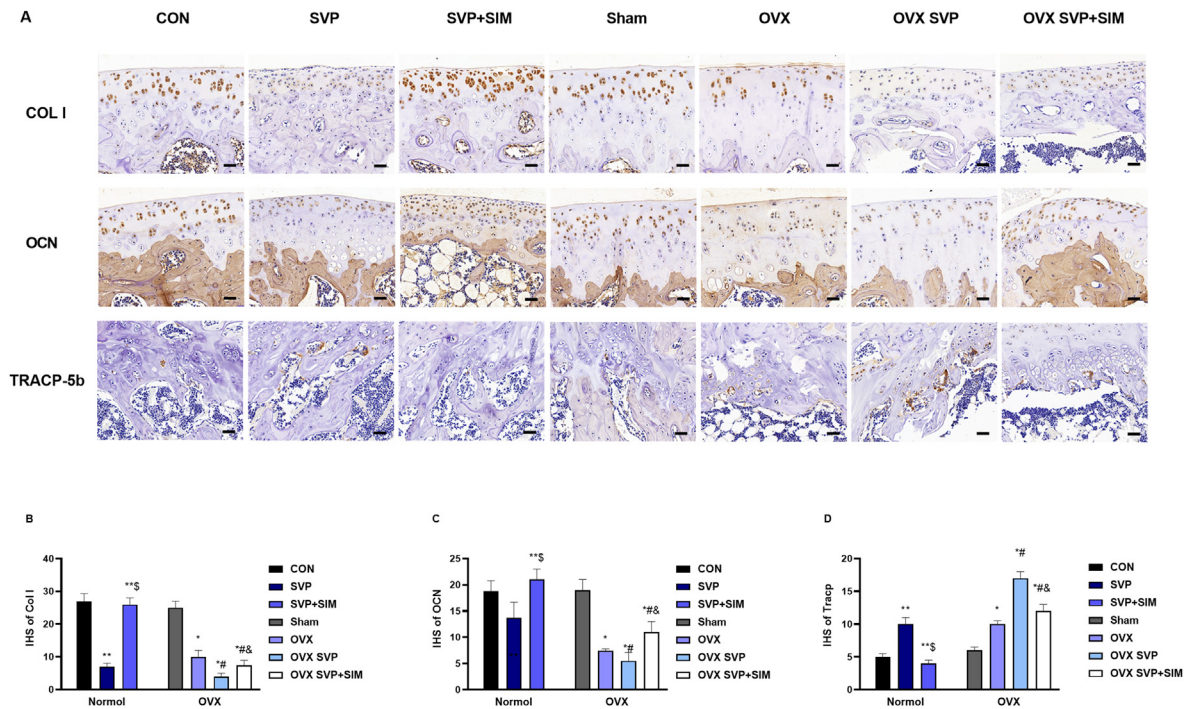 A
CON SVP SVP+SIM Sham OVX OVX SVP OVX SVP+SIM
COL I
OCN
TRACP-5b
B
IHS of Col I
40
30
20
10
0
**
**$
*
*#
*#&
Normol OVX
CON
SVP
SVP+SIM
Sham
OVX
OVX SVP
OVX SVP+SIM
C
IHS of OCN
25
20
15
10
5
0
**$
*
*#
*#&
Normol OVX
CON
SVP
SVP+SIM
Sham
OVX
OVX SVP
OVX SVP+SIM
D
IHS of Tracp
20
15
10
5
0
**
**$
*
*#
*#&
Normol OVX
CON
SVP
SVP+SIM
Sham
OVX
OVX SVP
OVX SVP+SIM